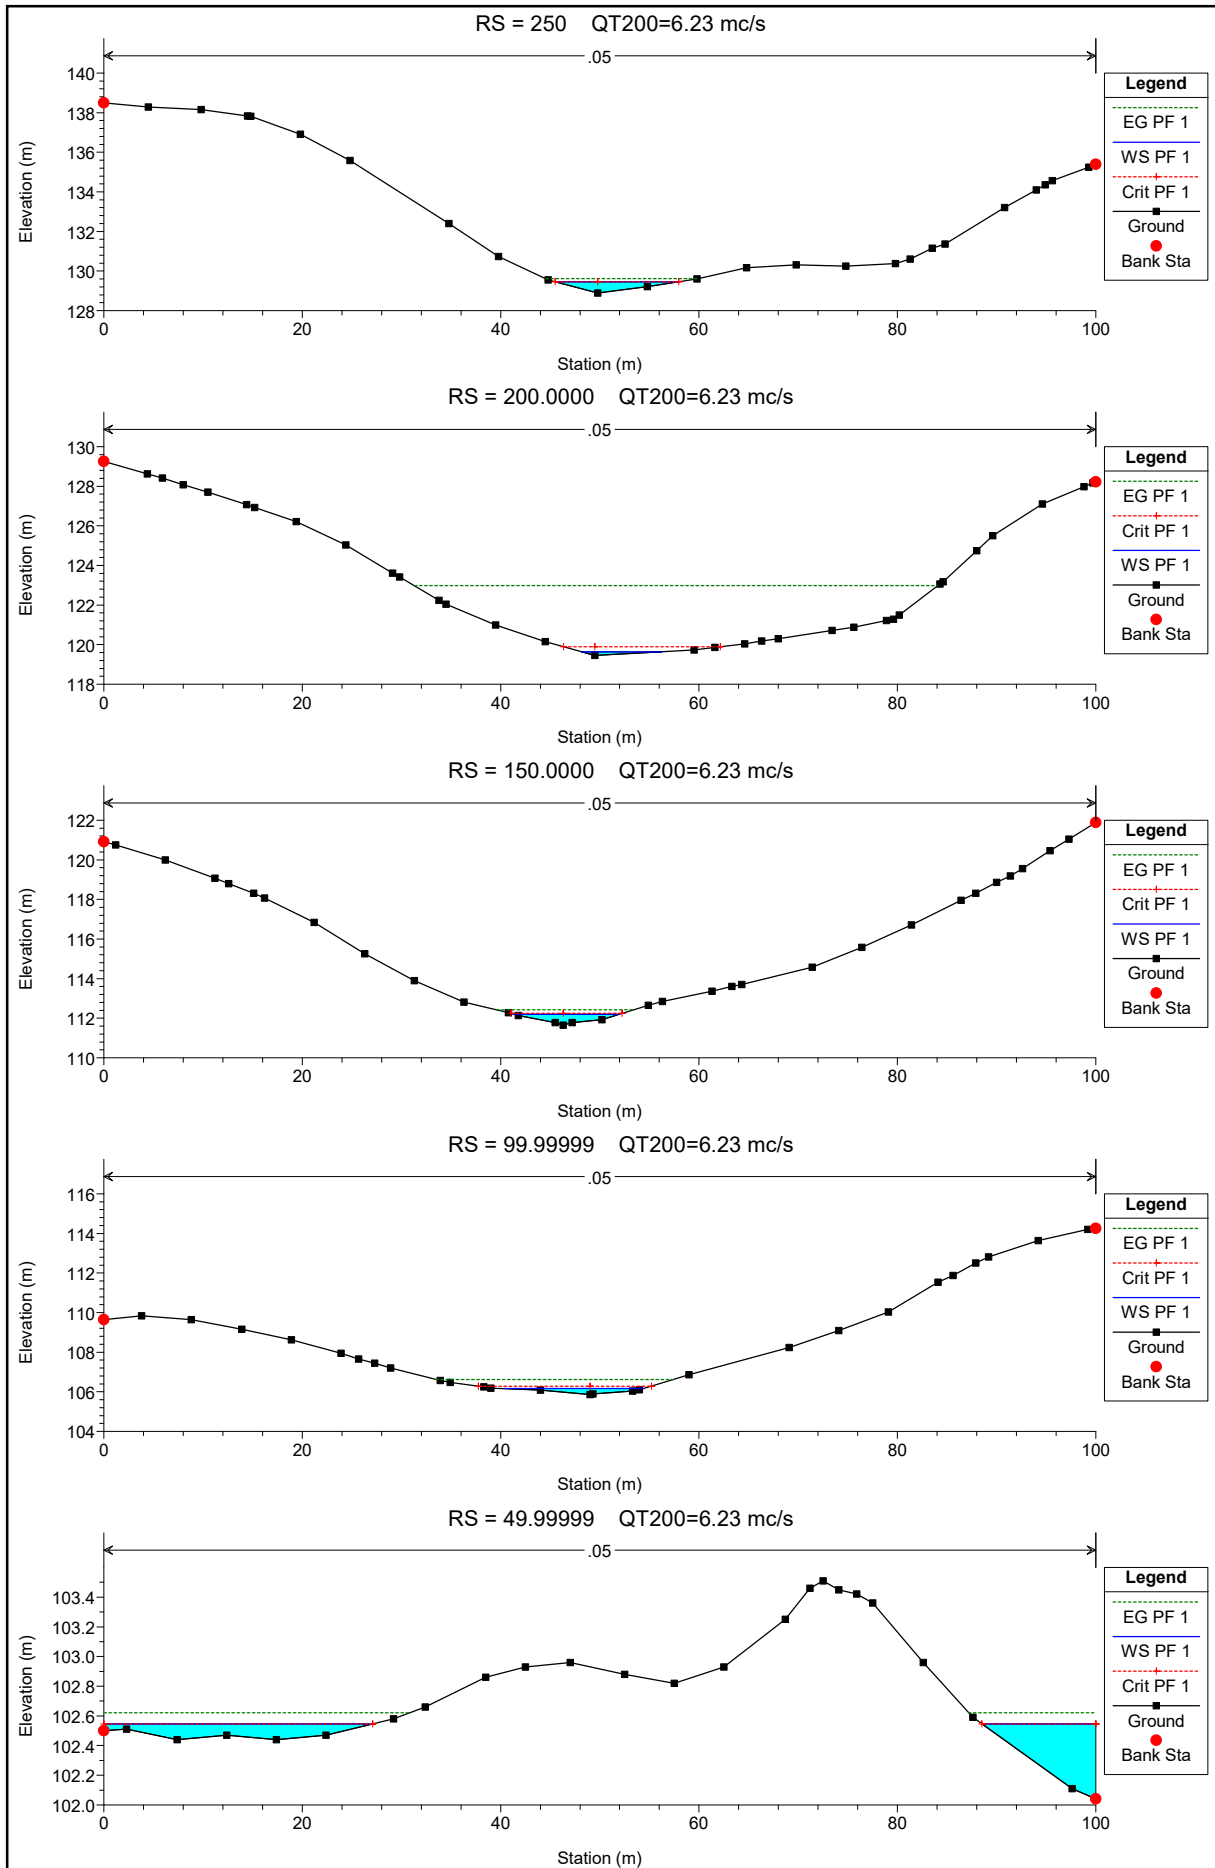 RS = 250 QT200=6.23 mc/s
.05
Elevation (m)
140
138
136
134
132
130
128
0 20 40 60 80 100
Station (m)
Legend
EG PF 1
WS PF 1
Crit PF 1
Ground
Bank Sta
RS = 200.0000 QT200=6.23 mc/s
.05
Elevation (m)
130
128
126
124
122
120
118
0 20 40 60 80 100
Station (m)
Legend
EG PF 1
Crit PF 1
WS PF 1
Ground
Bank Sta
RS = 150.0000 QT200=6.23 mc/s
.05
Elevation (m)
122
120
118
116
114
112
110
0 20 40 60 80 100
Station (m)
Legend
EG PF 1
Crit PF 1
WS PF 1
Ground
Bank Sta
RS = 99.99999 QT200=6.23 mc/s
.05
Elevation (m)
116
114
112
110
108
106
104
0 20 40 60 80 100
Station (m)
Legend
EG PF 1
Crit PF 1
WS PF 1
Ground
Bank Sta
RS = 49.99999 QT200=6.23 mc/s
.05
Elevation (m)
103.4
103.2
103.0
102.8
102.6
102.4
102.2
102.0
0 20 40 60 80 100
Station (m)
Legend
EG PF 1
WS PF 1
Crit PF 1
Ground
Bank Sta